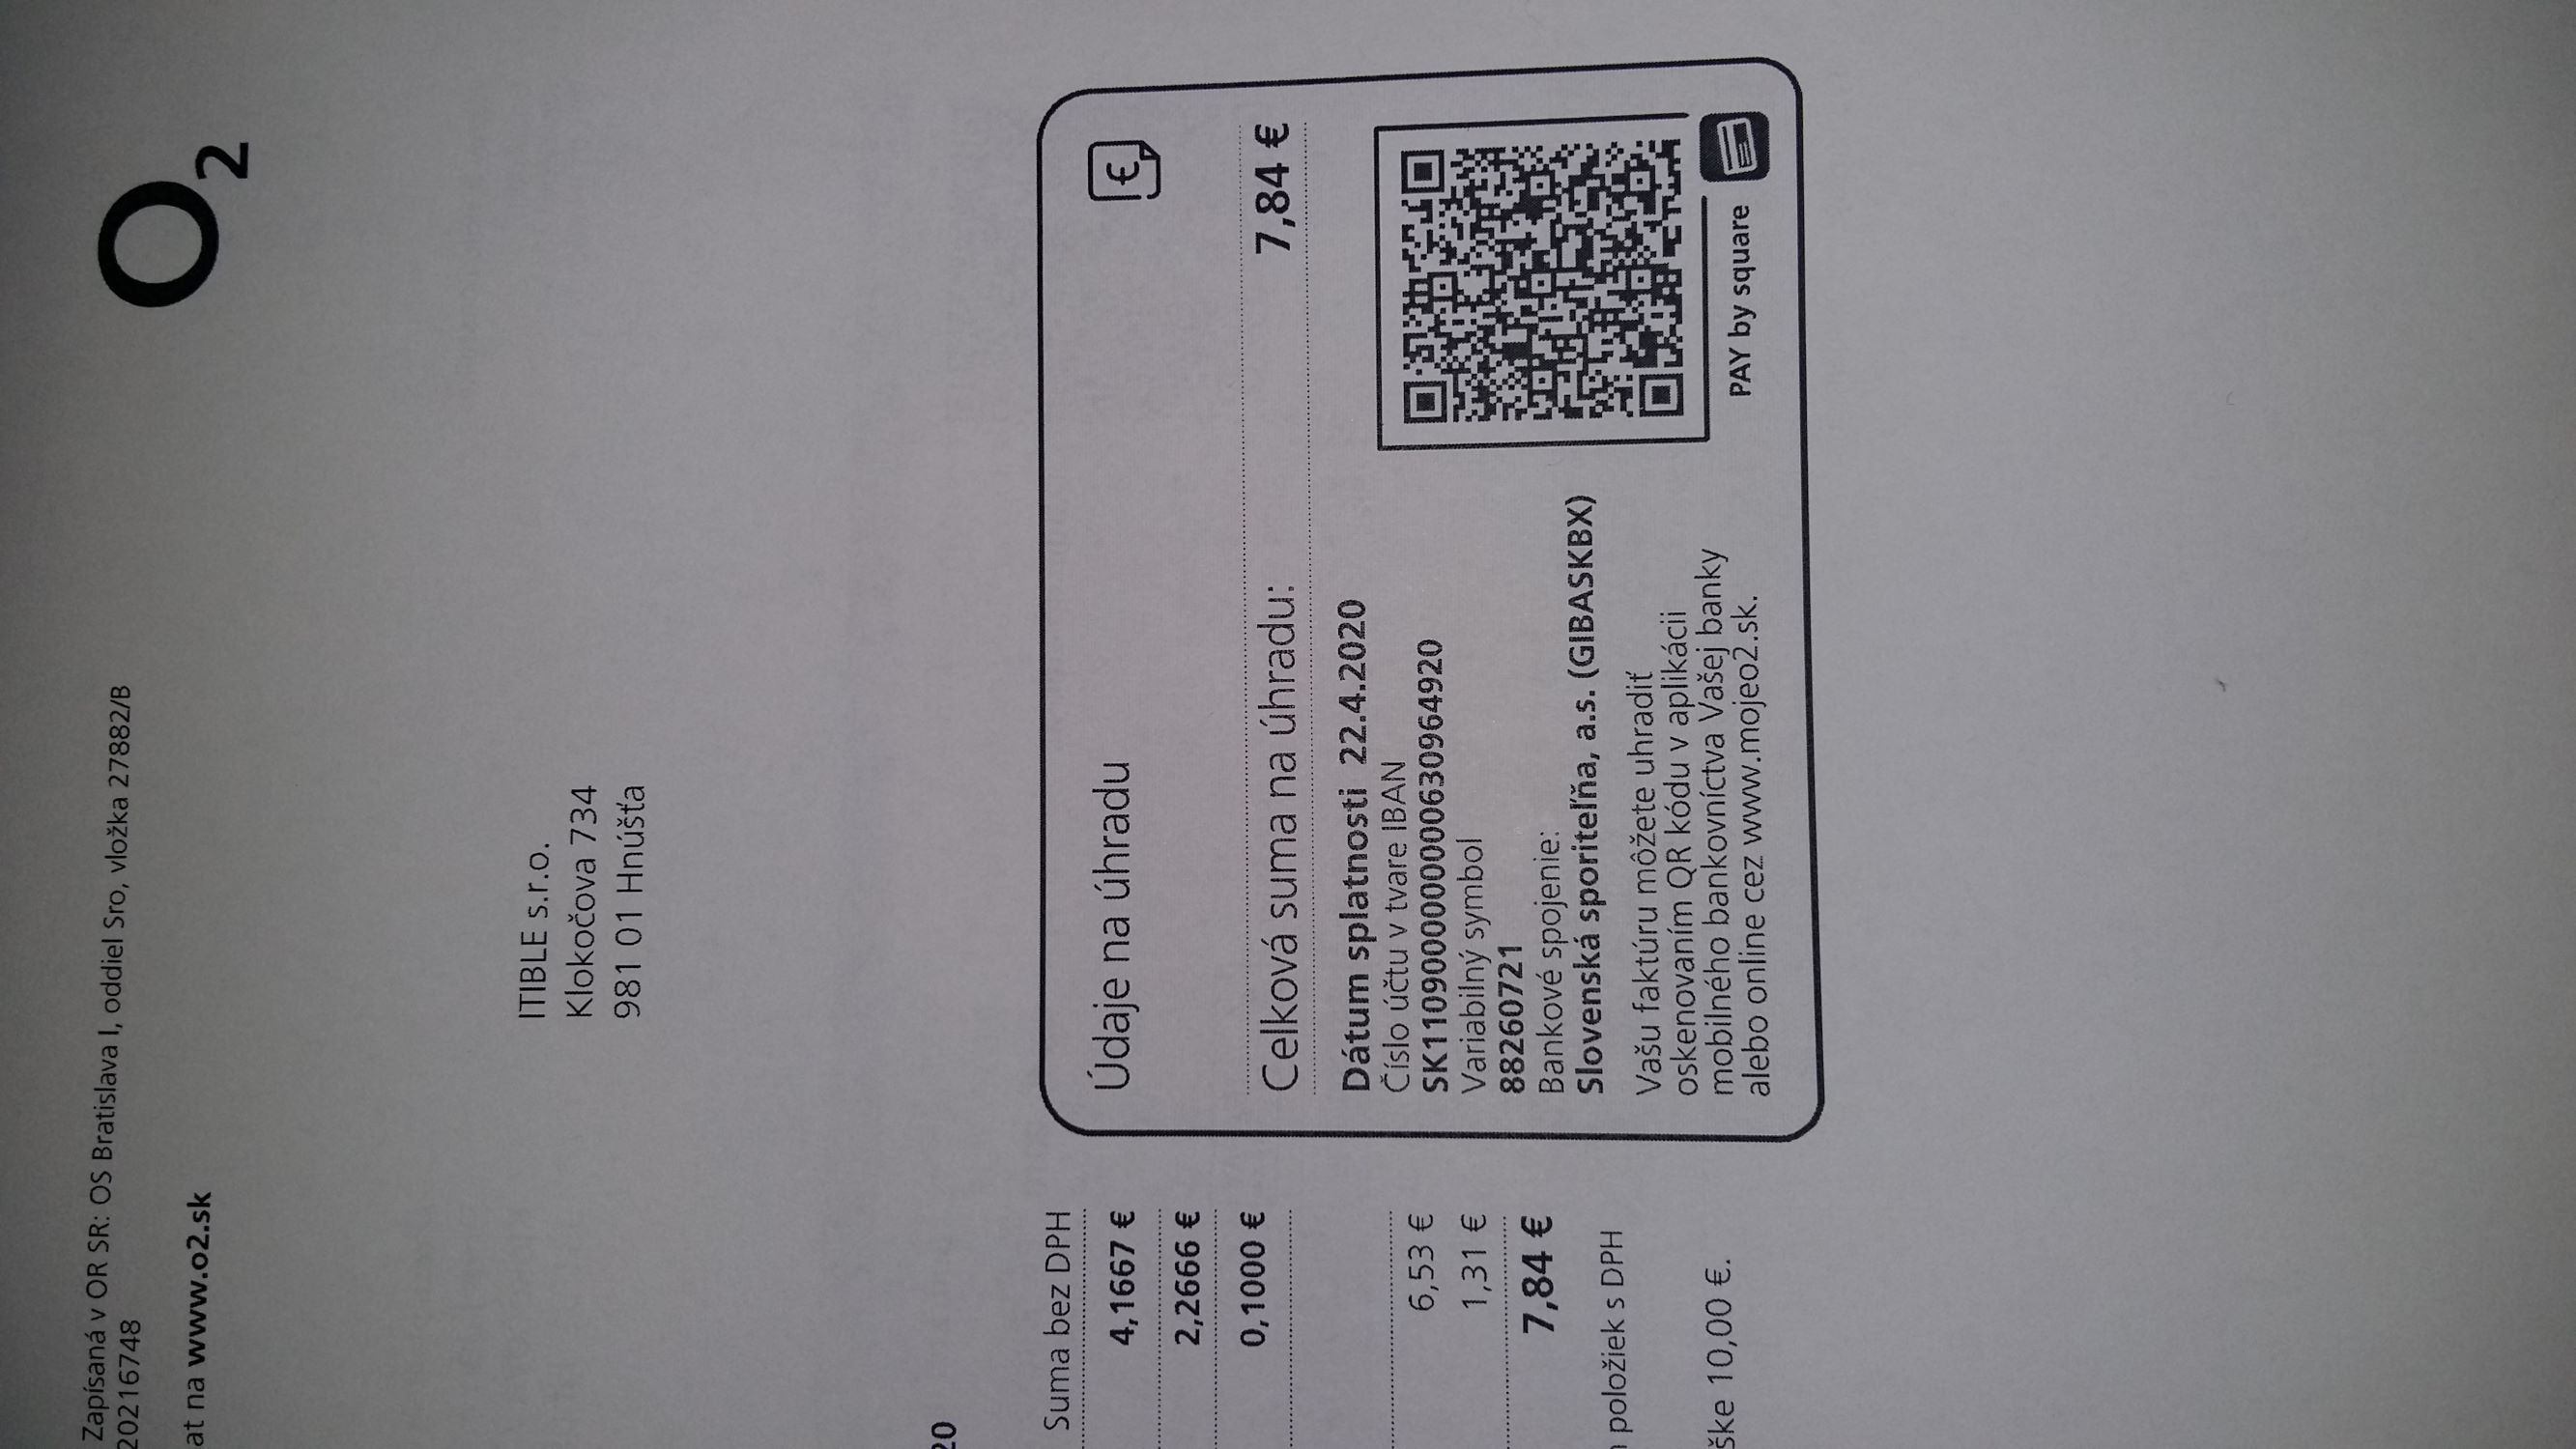 Zapísaná v OR SR: OS Bratislava I, oddiel Sro, vložka 27882/B
20216748
at na www.o2.sk
O2
ITIBLE s.r.o.
Klokočova 734
981 01 Hnúšťa
20
Suma bez DPH
4,1667 €
2,2666 €
0,1000 €
6,53 €
1,31 €
7,84 €
položiek s DPH
ške 10,00 €.
Údaje na úhradu
€
Celková suma na úhradu: 7,84 €
Dátum splatnosti 22.4.2020
Číslo účtu v tvare IBAN
SK1109000000000630964920
Variabilný symbol
88260721
Bankové spojenie:
Slovenská sporiteľňa, a.s. (GIBASKBX)
Vašu faktúru môžete uhradiť
oskenovaním QR kódu v aplikácii
mobilného bankovníctva Vašej banky
alebo online cez www.mojeo2.sk.
PAY by square